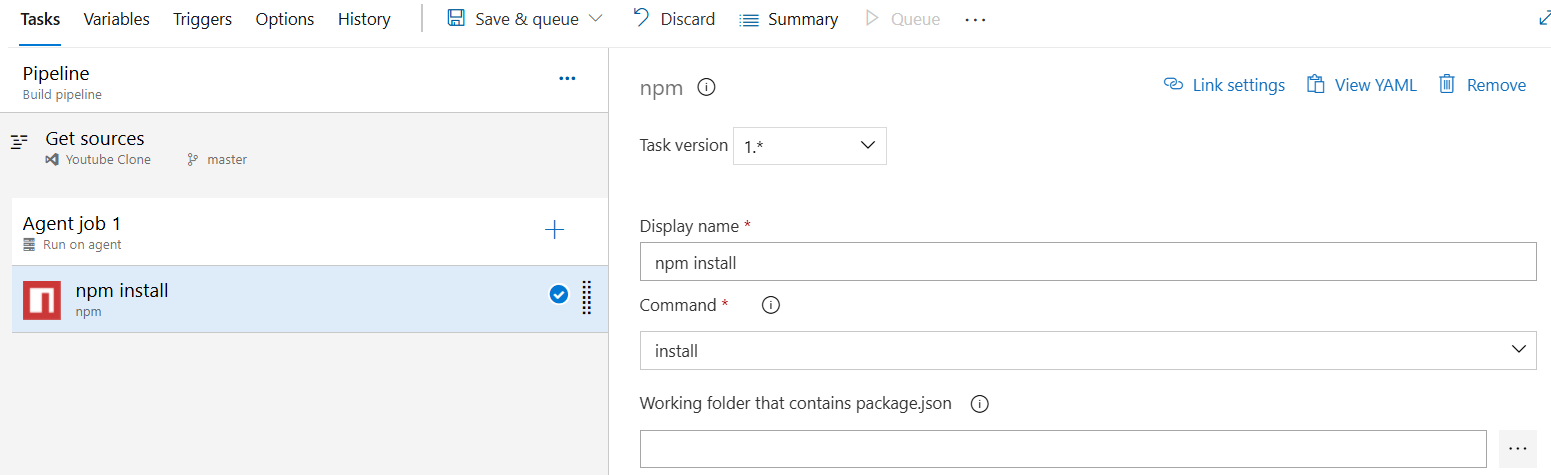 Tasks Variables Triggers Options History Save & queue Discard Summary Queue ...
Pipeline ...
Build pipeline
Get sources
Youtube Clone master
Agent job 1
Run on agent
npm install
npm
npm Link settings View YAML Remove
Task version 1.*
Display name *
npm install
Command *
install
Working folder that contains package.json
...